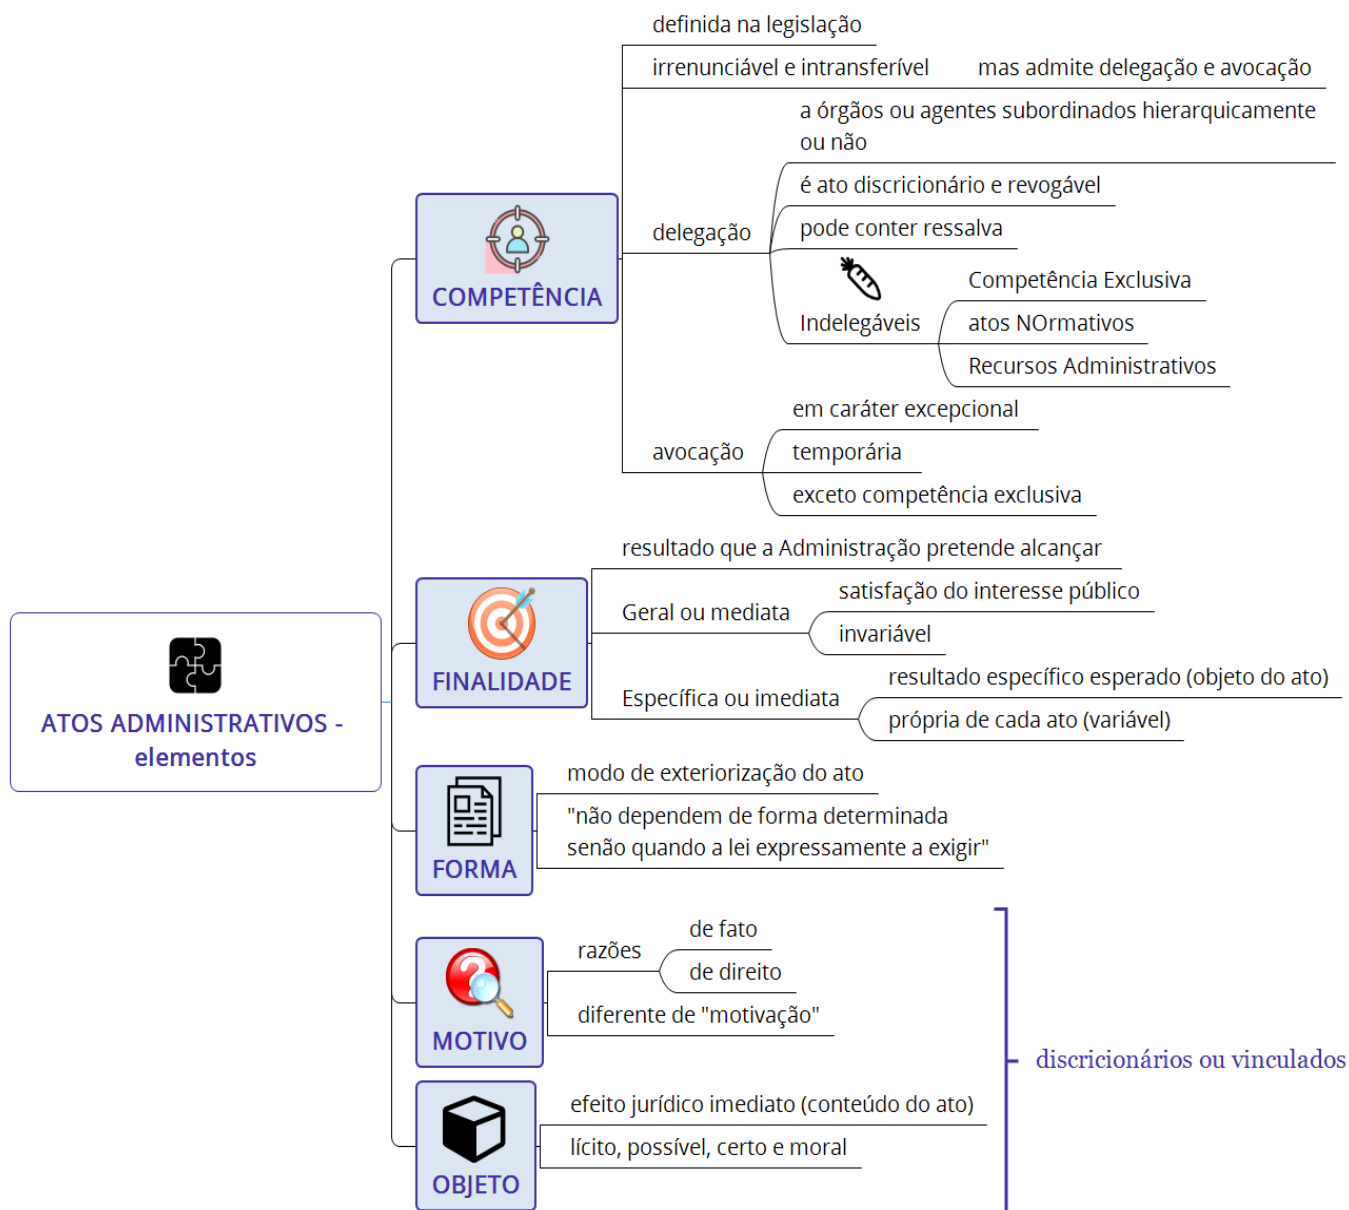 ATOS ADMINISTRATIVOS -
elementos
COMPETÊNCIA
definida na legislação
irrenunciável e intransferível
mas admite delegação e avocação
delegação
a órgãos ou agentes subordinados hierarquicamente
ou não
é ato discricionário e revogável
pode conter ressalva
Indelegáveis
Competência Exclusiva
atos NOrmativos
Recursos Administrativos
avocação
em caráter excepcional
temporária
exceto competência exclusiva
FINALIDADE
resultado que a Administração pretende alcançar
Geral ou mediata
satisfação do interesse público
invariável
Específica ou imediata
resultado específico esperado (objeto do ato)
própria de cada ato (variável)
FORMA
modo de exteriorização do ato
"não dependem de forma determinada
senão quando a lei expressamente a exigir"
MOTIVO
razões
de fato
de direito
diferente de "motivação"
OBJETO
efeito jurídico imediato (conteúdo do ato)
lícito, possível, certo e moral
discricionários ou vinculados